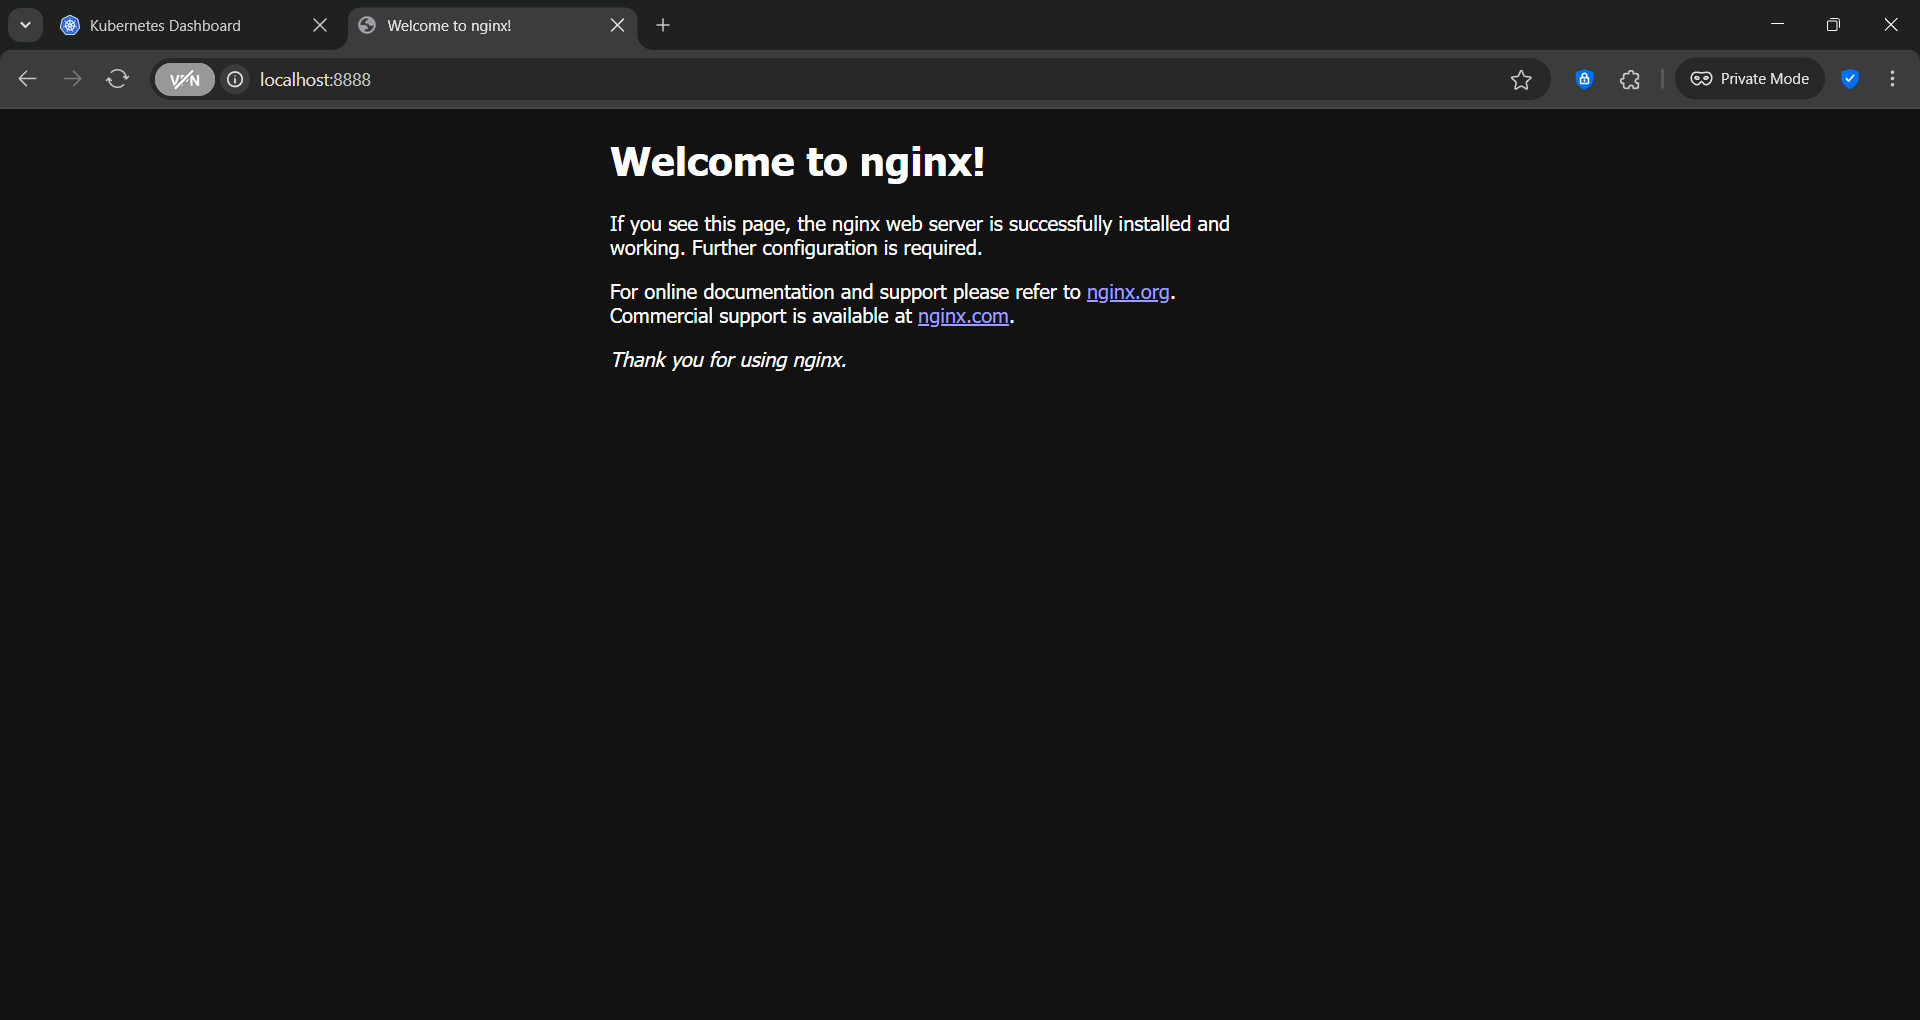 Kubernetes Dashboard
Welcome to nginx!
VPN
localhost:8888
Private Mode
Welcome to nginx!
If you see this page, the nginx web server is successfully installed and
working. Further configuration is required.
For online documentation and support please refer to nginx.org.
Commercial support is available at nginx.com.
Thank you for using nginx.